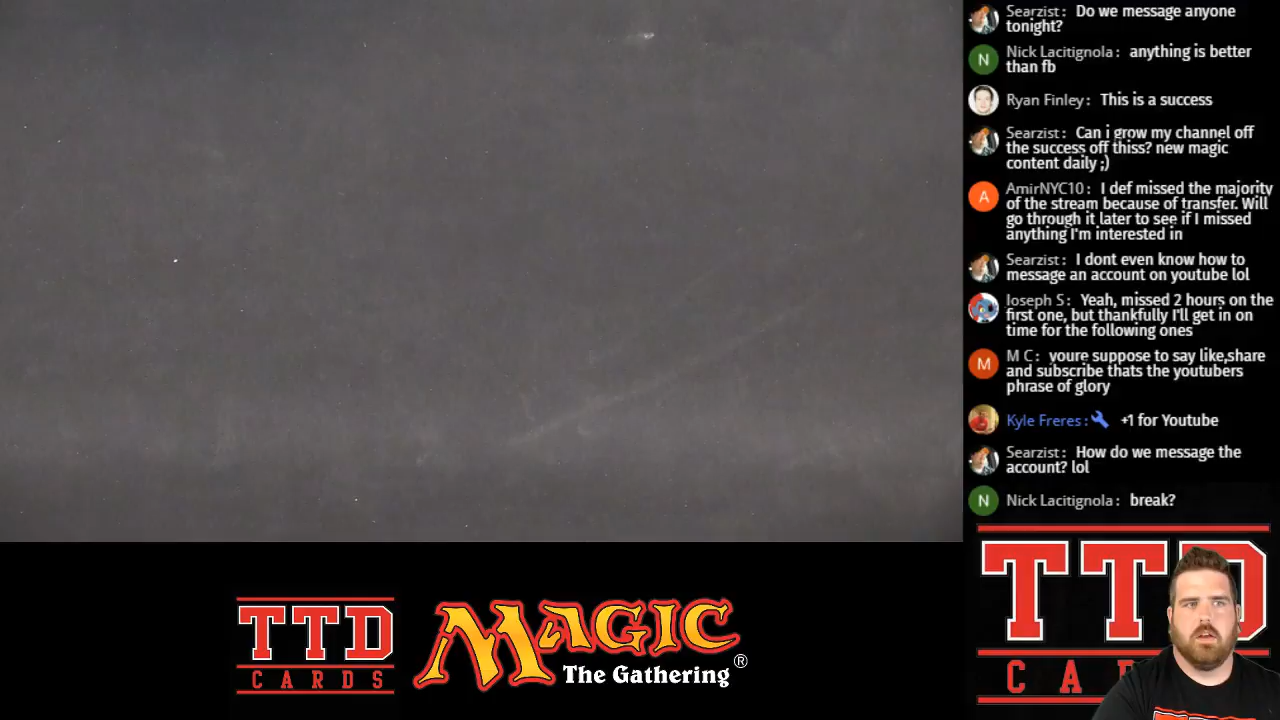 Searzist: Do we message anyone
tonight?
N
Nick Lacitignola: anything is better
than fb
Ryan Finley: This is a success
Searzist: Can i grow my channel off
the success off thiss? new magic
content daily ;)
A
AmirNYC10: I def missed the majority
of the stream because of transfer. Will
go through it later to see if I missed
anything I'm interested in
Searzist: I dont even know how to
message an account on youtube lol
Joseph S: Yeah, missed 2 hours on the
first one, but thankfully I'll get in on
time for the following ones
M
M C: youre suppose to say like,share
and subscribe thats the youtubers
phrase of glory
Kyle Freres: +1 for Youtube
Searzist: How do we message the
account? lol
N
Nick Lacitignola: break?
TTD
CARDS
MAGIC
The Gathering®
TTD
CA